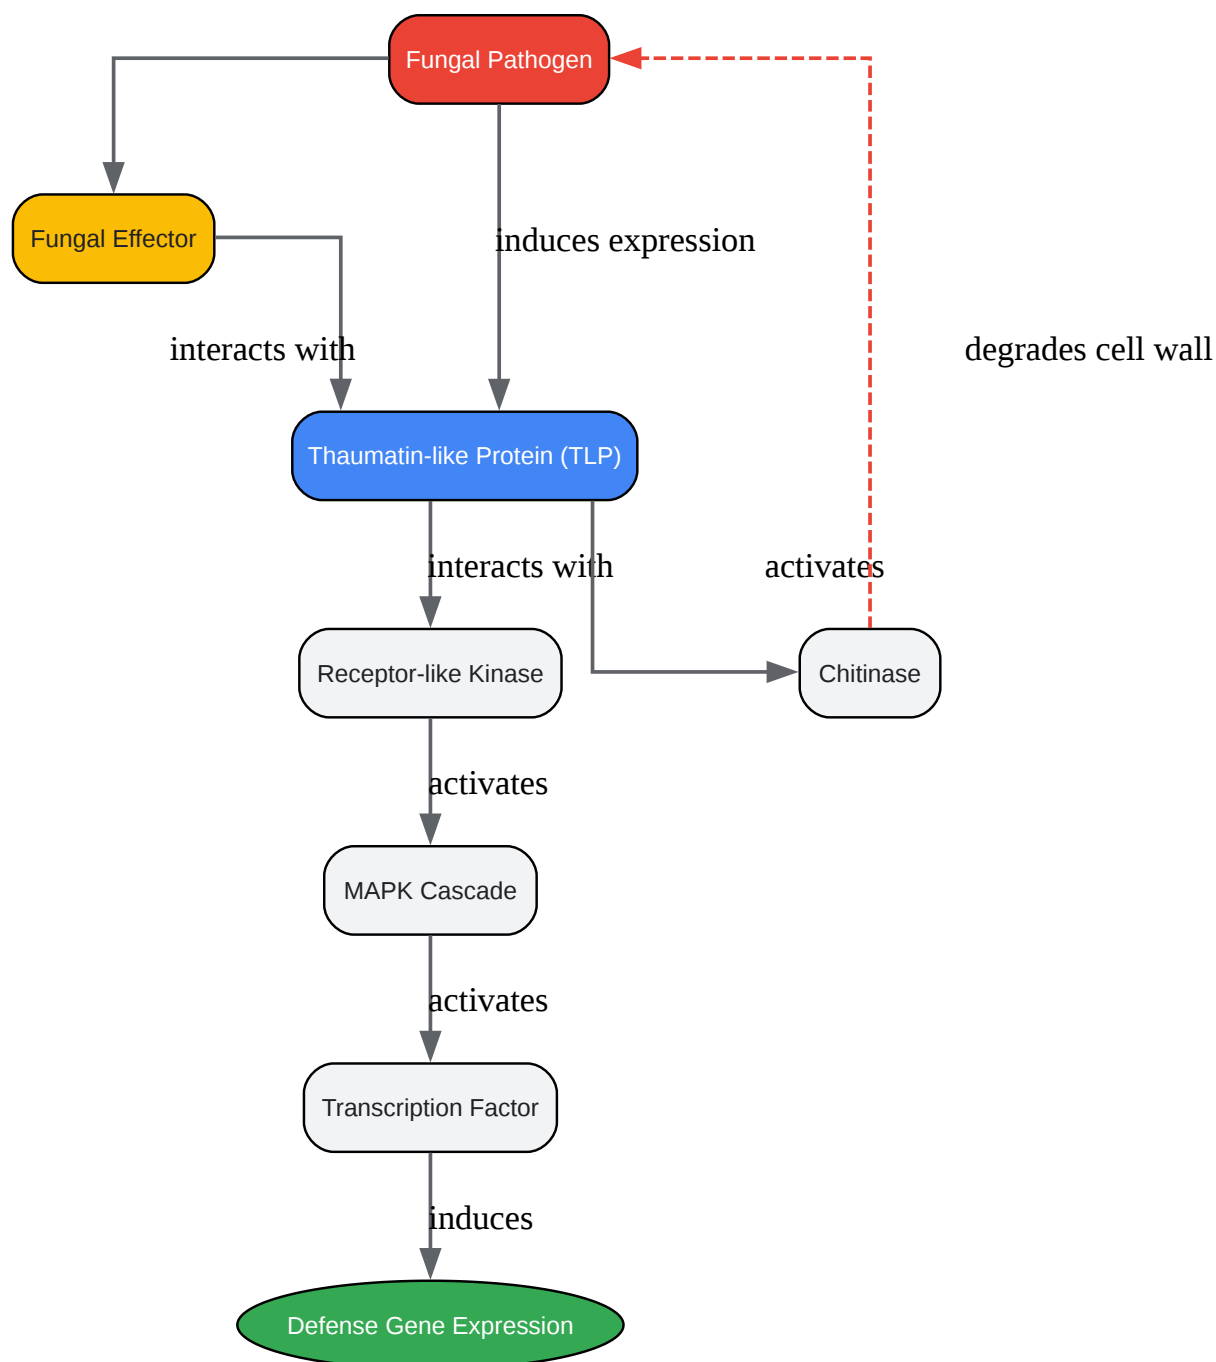 Fungal Pathogen
Fungal Effector
induces expression
interacts with
degrades cell wall
Thaumatin-like Protein (TLP)
interacts with
activates
Receptor-like Kinase
Chitinase
activates
MAPK Cascade
activates
Transcription Factor
induces
Defense Gene Expression